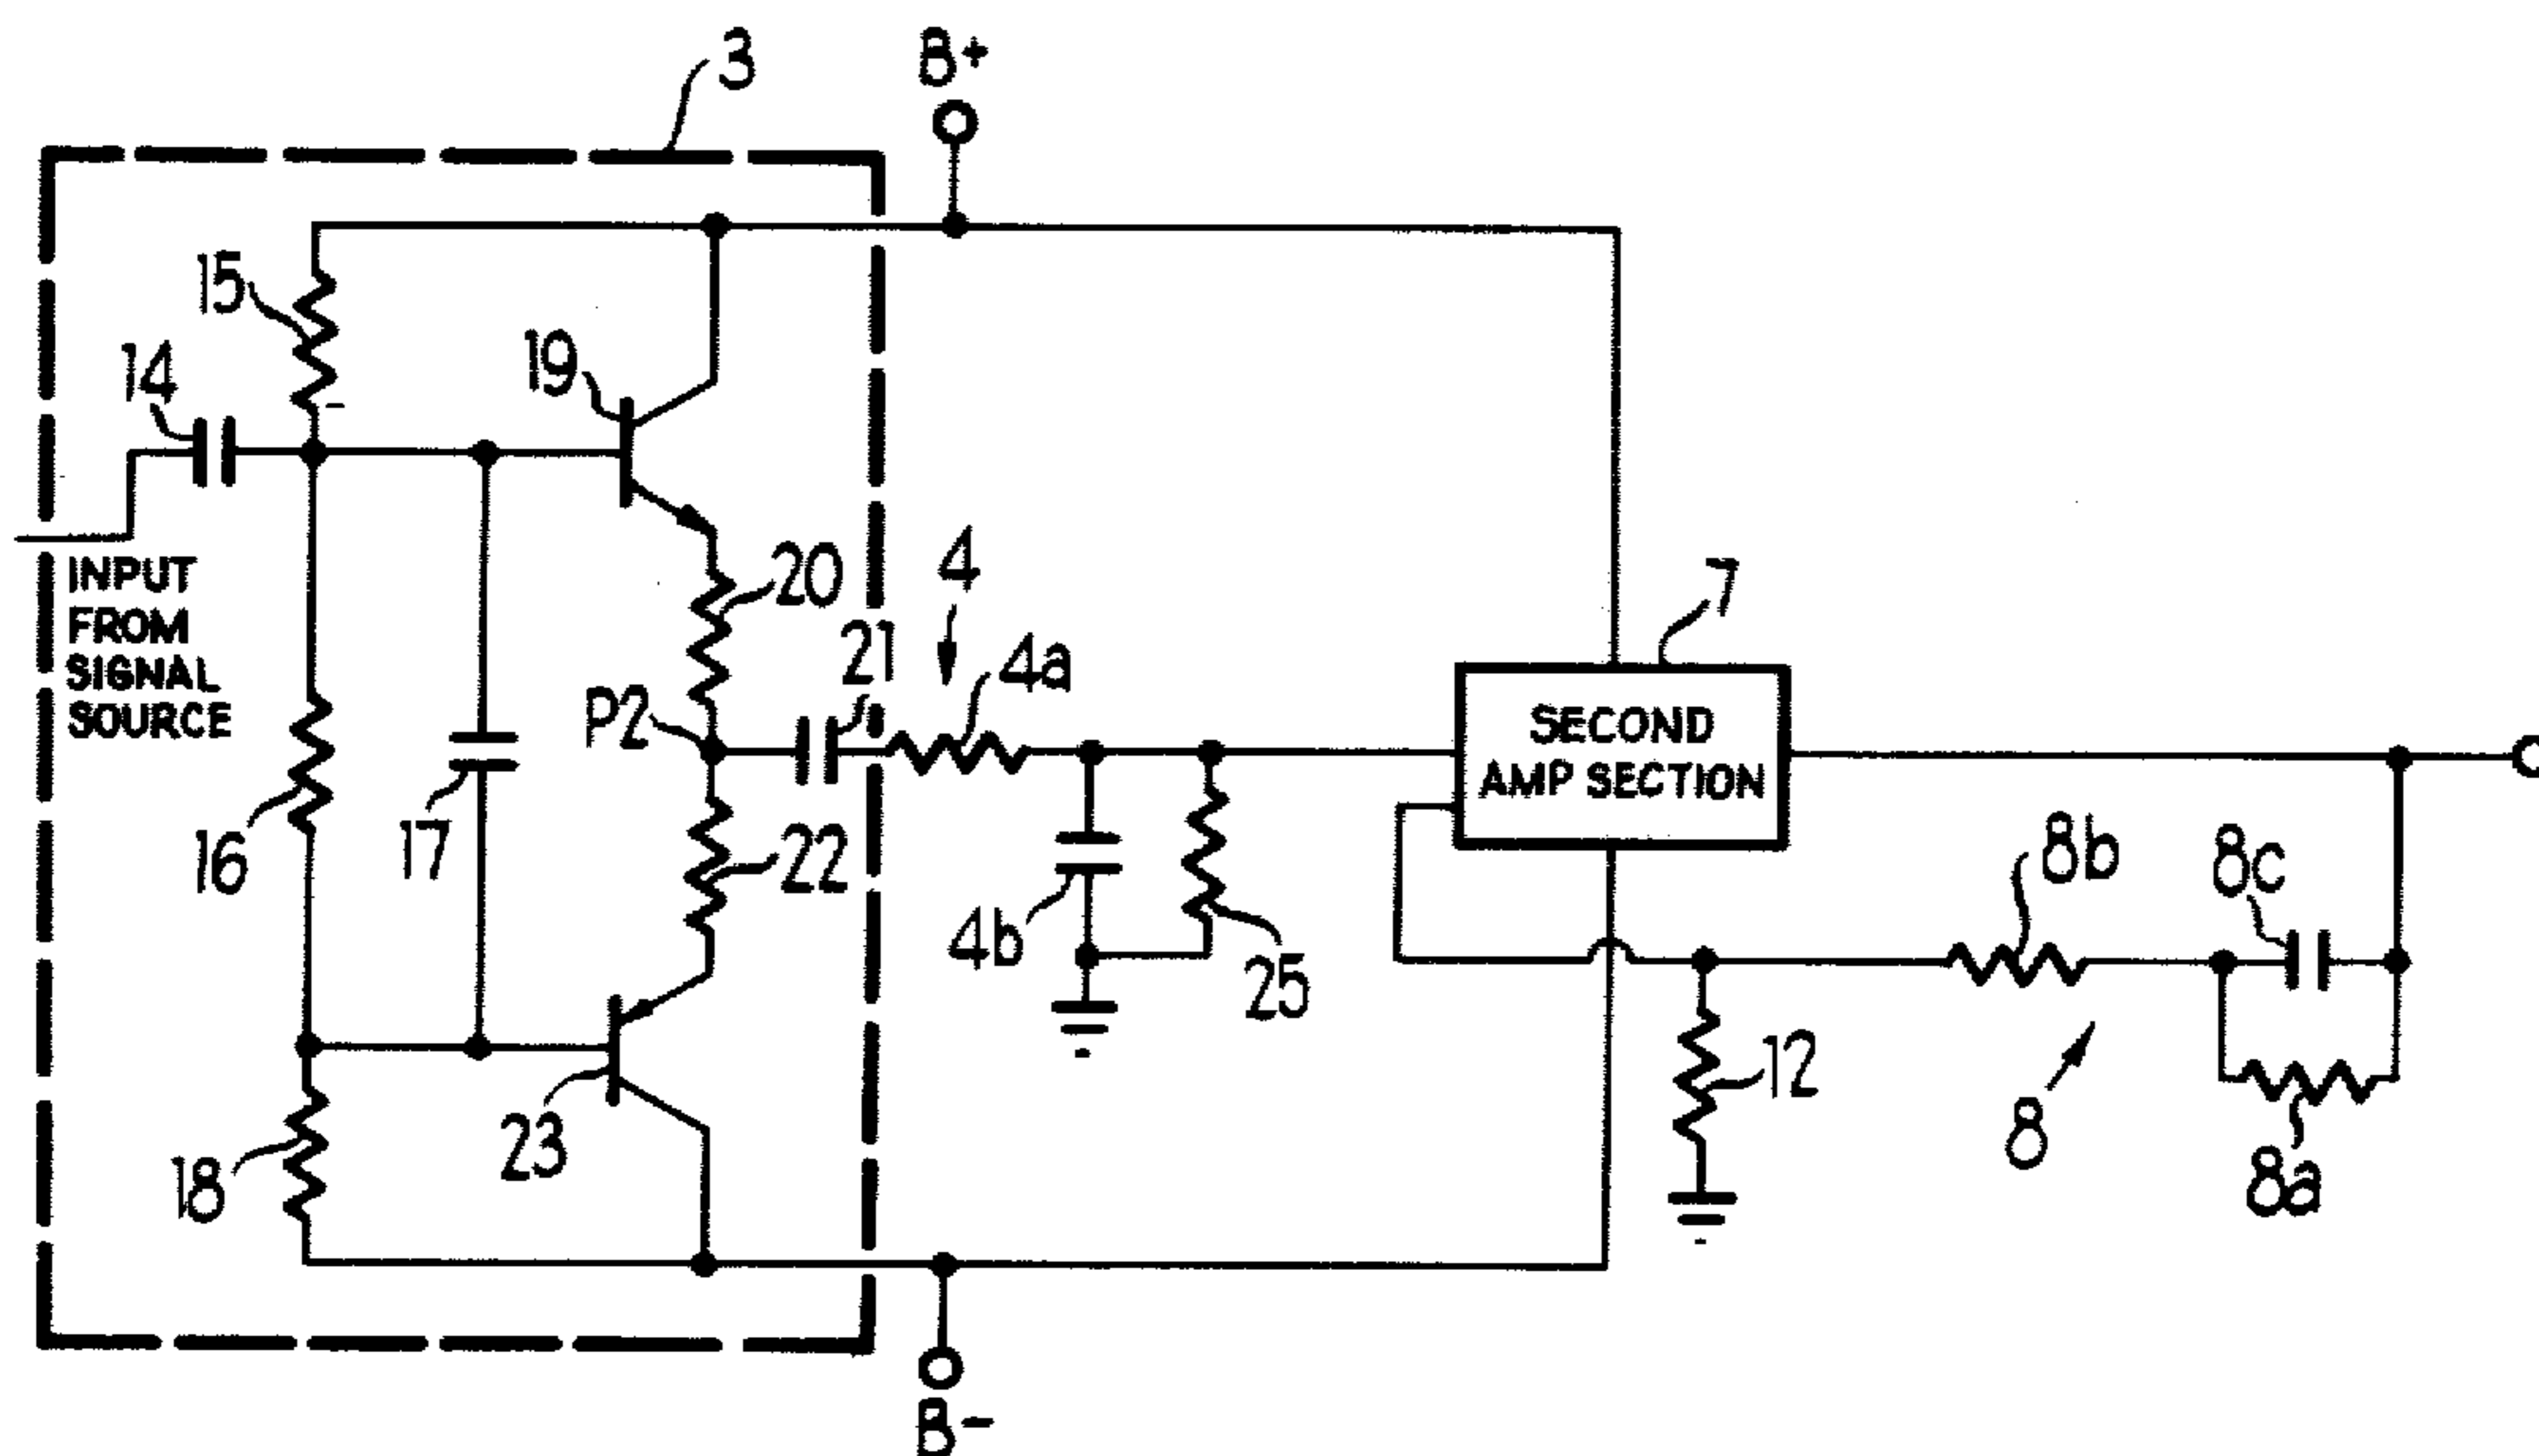 3
B+
15
14
19
INPUT
FROM
SIGNAL
SOURCE
20
4
21
4a
P2
7
SECOND
AMP SECTION
16
17
22
4b
25
8b
8c
12
18
23
8
8a
B-